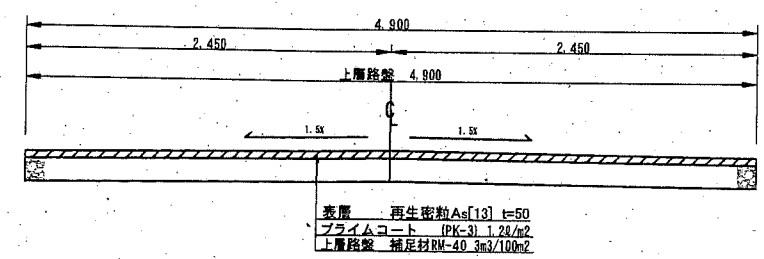 4.900
2.450 2.450
上層路盤 4.900
℄
1.5% 1.5%
表層 再生密粒As[13] t=50
プライムコート (PK-3) 1.2ℓ/m2
上層路盤 補足材RM-40 3m3/100m2